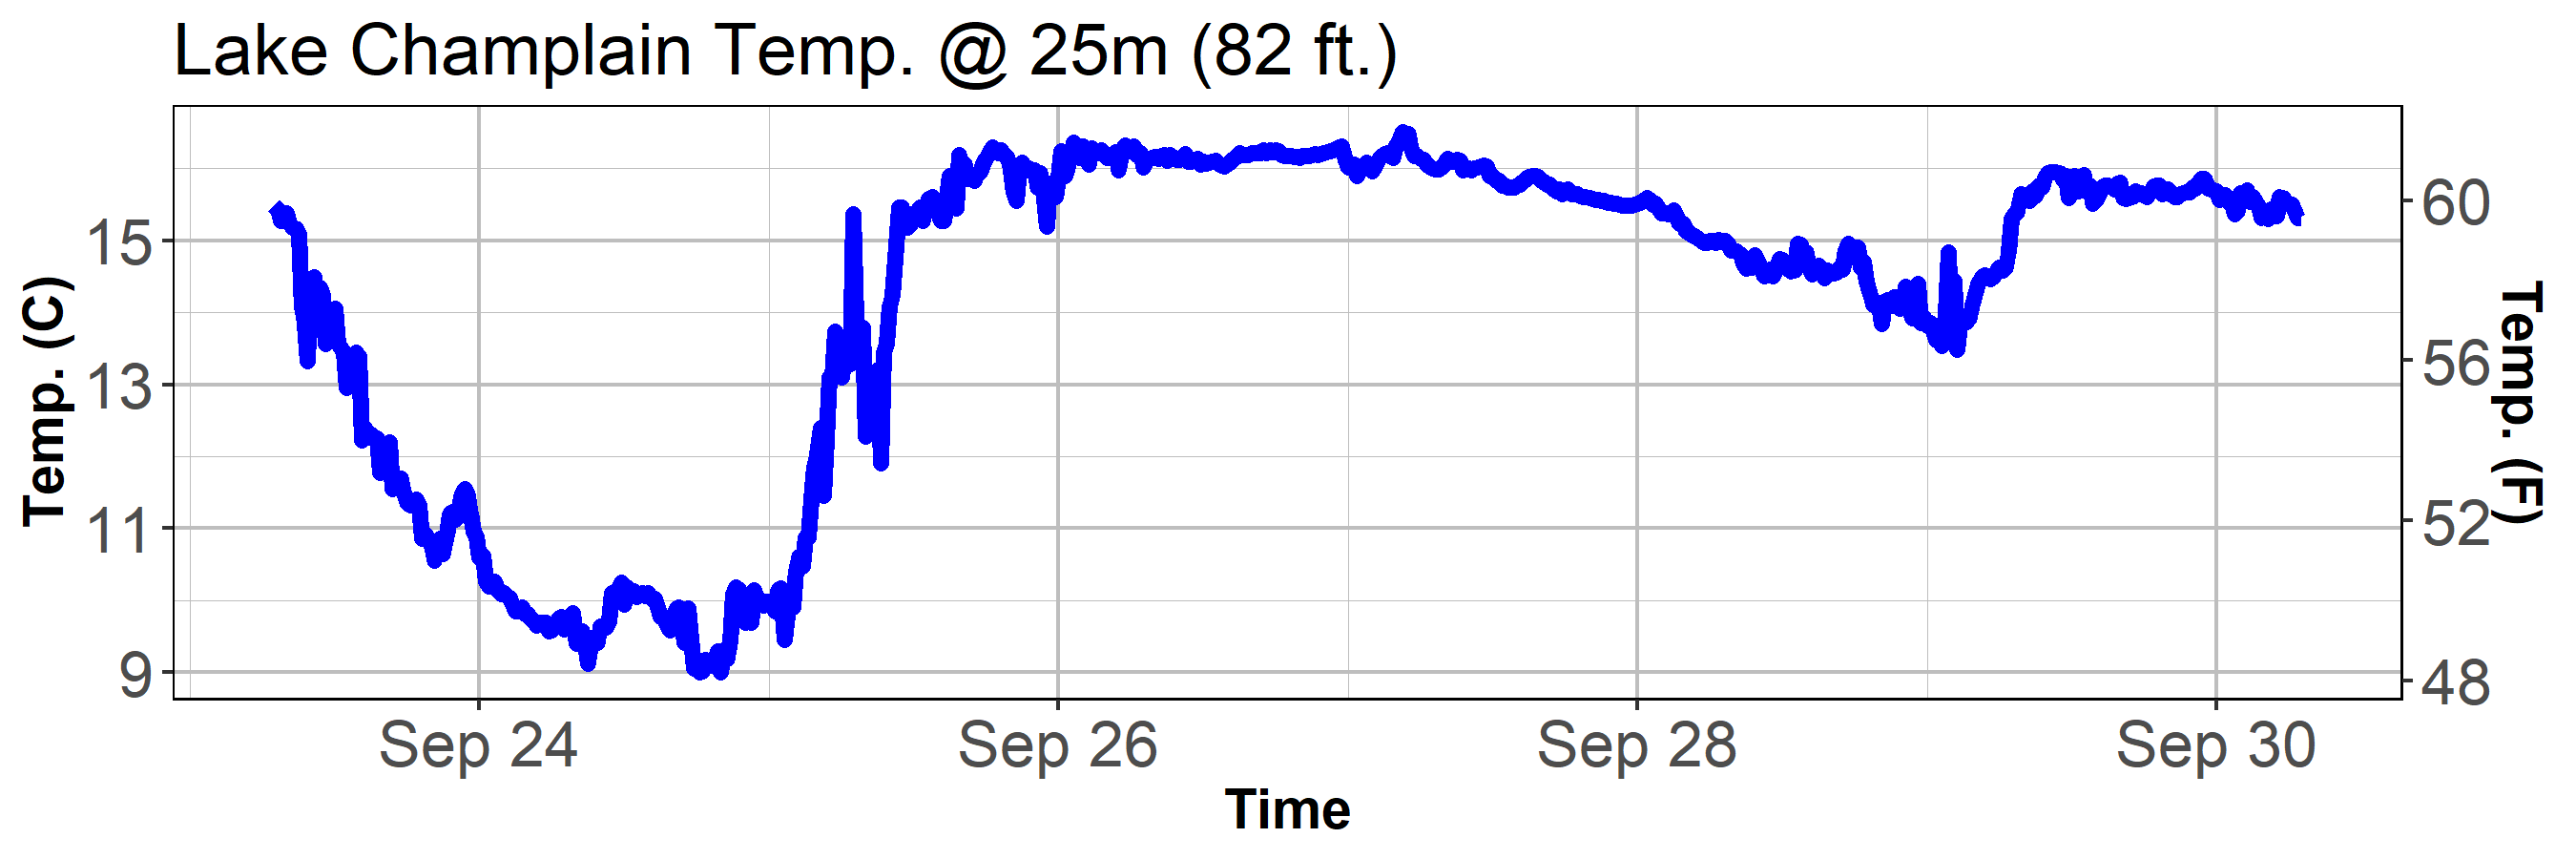 Lake Champlain Temp. @ 25m (82 ft.)
Temp. (C)
15
13
11
9
60
56
52
48
Temp. (F)
Sep 24
Sep 26
Sep 28
Sep 30
Time